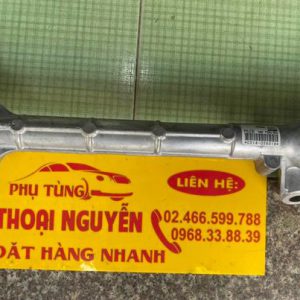 PHỤ TÙNG
LIÊN HỆ:
THOẠI NGUYỄN
02.466.599.788
0968.33.88.39
ĐẶT HÀNG NHANH